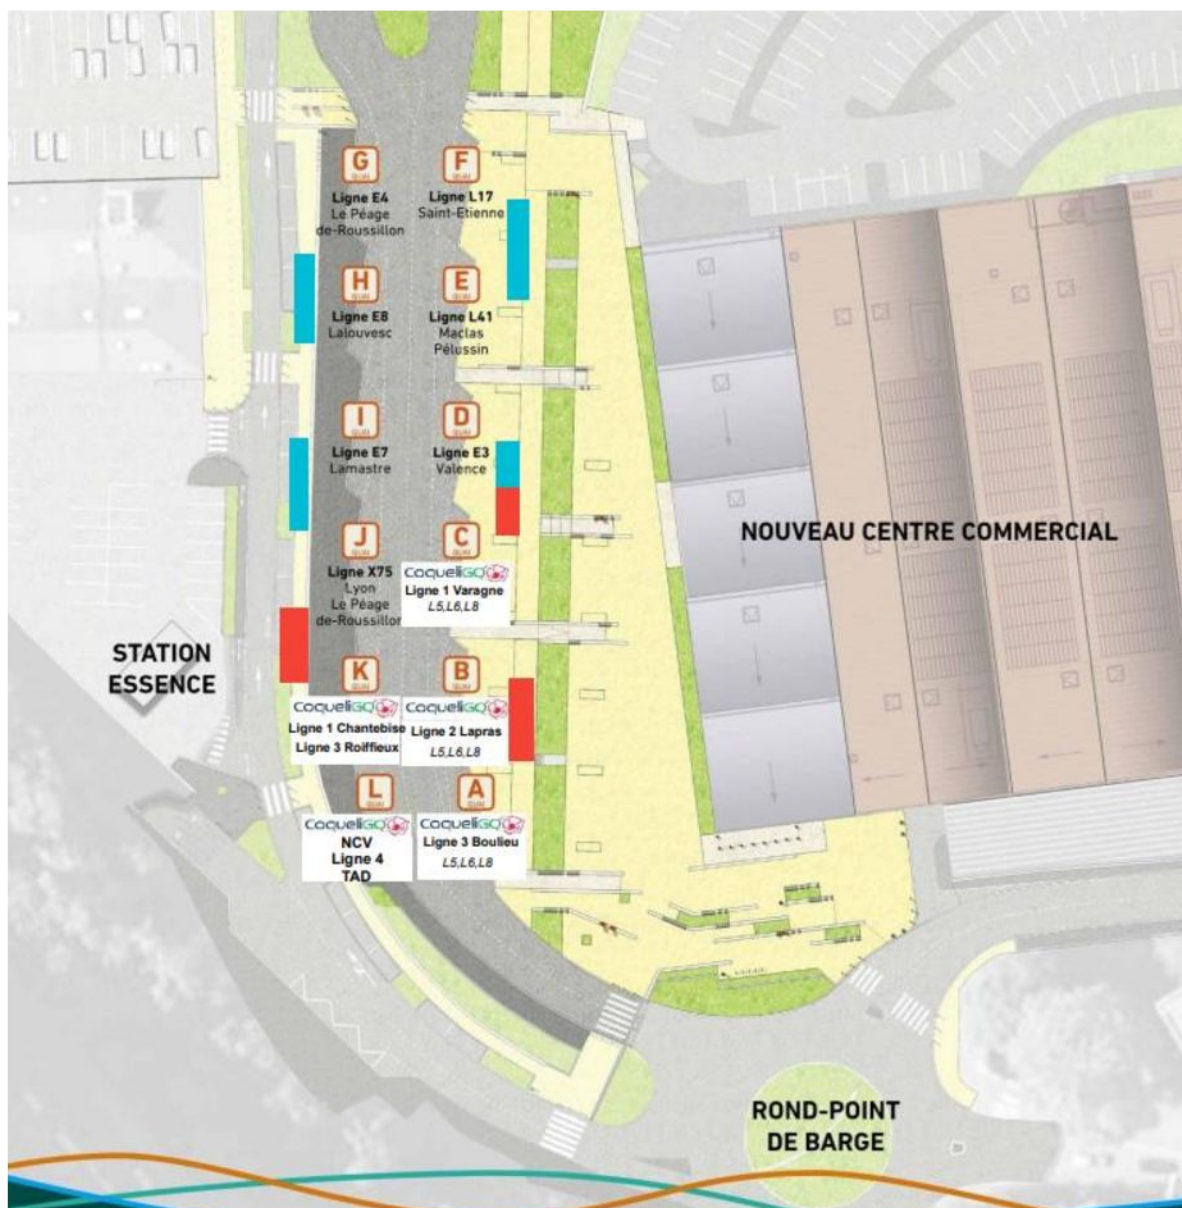 G
QUAI
Ligne E4
Le Péage
de-Roussillon
F
QUAI
Ligne L17
Saint-Etienne
H
QUAI
Ligne E8
Lalouvesc
E
QUAI
Ligne L41
Maclas
Pélussin
I
QUAI
Ligne E7
Lamastre
D
QUAI
Ligne E3
Valence
J
QUAI
Ligne X75
Lyon
Le Péage
de-Roussillon
C
QUAI
CoqueliGO
Ligne 1 Varagne
L5,L6,L8
NOUVEAU CENTRE COMMERCIAL
STATION
ESSENCE
K
QUAI
CoqueliGO
Ligne 1 Chantebise
Ligne 3 Roiffieux
B
QUAI
CoqueliGO
Ligne 2 Lapras
L5,L6,L8
L
QUAI
CoqueliGO
NCV
Ligne 4
TAD
A
QUAI
CoqueliGO
Ligne 3 Boulieu
L5,L6,L8
ROND-POINT
DE BARGE